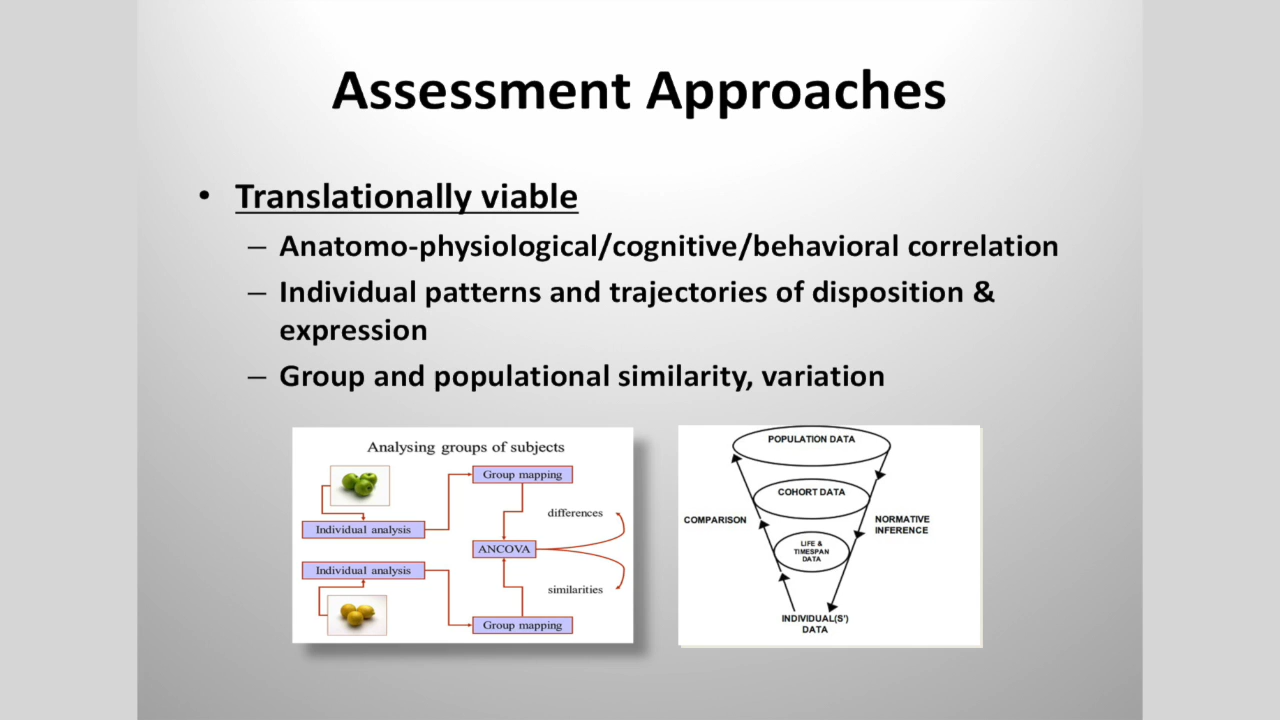 Assessment Approaches
• Translationally viable
– Anatomo-physiological/cognitive/behavioral correlation
– Individual patterns and trajectories of disposition &
expression
– Group and populational similarity, variation
Analysing groups of subjects
Group mapping
differences
Individual analysis
ANCOVA
Individual analysis
similarities
Group mapping
POPULATION DATA
COHORT DATA
COMPARISON
NORMATIVE
INFERENCE
LIFE &
TIMESPAN
DATA
INDIVIDUAL(S')
DATA